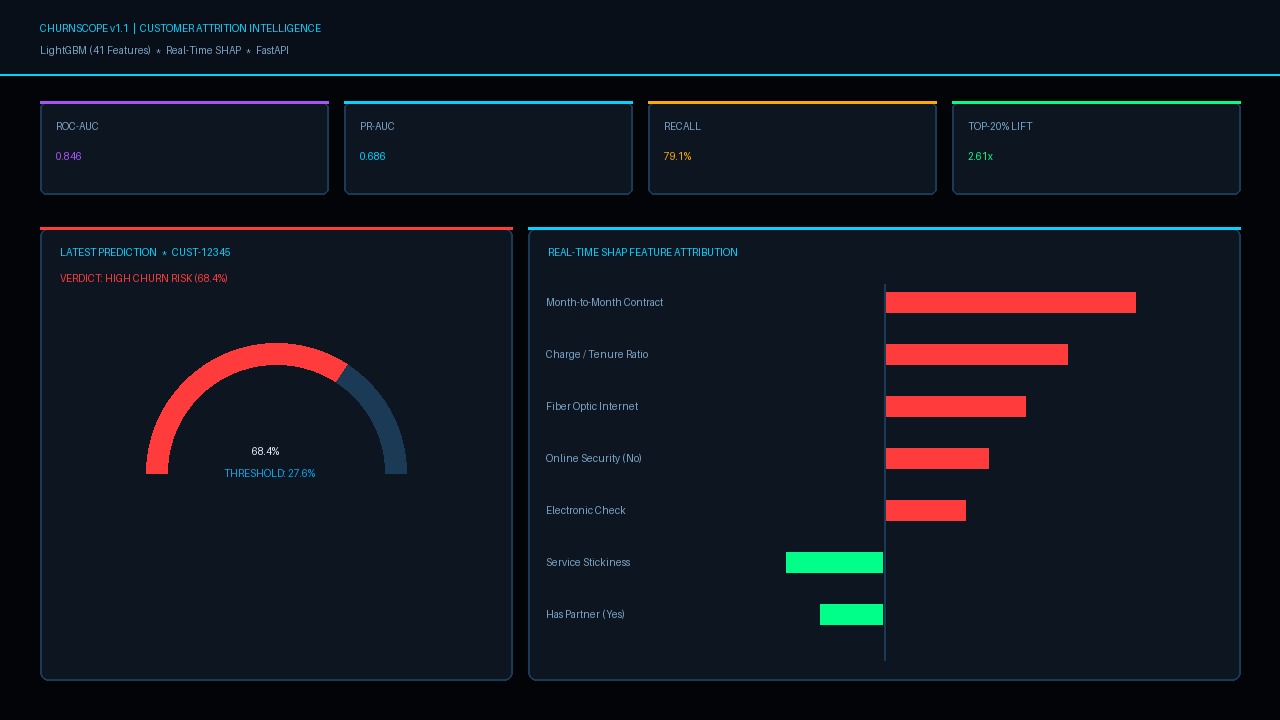 CHURNSCOPE v1.1 | CUSTOMER ATTRITION INTELLIGENCE
LightGBM (41 Features) * Real-Time SHAP * FastAPI
ROC-AUC
0.846
PR-AUC
0.686
RECALL
79.1%
TOP-20% LIFT
2.61x
LATEST PREDICTION * CUST-12345
VERDICT: HIGH CHURN RISK (68.4%)
68.4%
THRESHOLD: 27.6%
REAL-TIME SHAP FEATURE ATTRIBUTION
Month-to-Month Contract
Charge / Tenure Ratio
Fiber Optic Internet
Online Security (No)
Electronic Check
Service Stickiness
Has Partner (Yes)